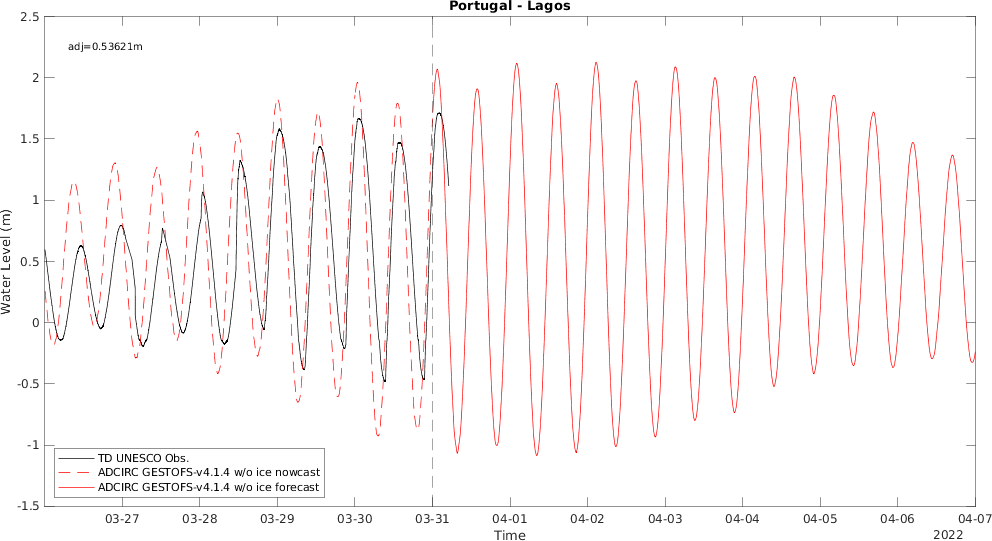 Portugal - Lagos
adj=0.53621m
2.5
2
1.5
1
0.5
0
-0.5
-1
-1.5
Water Level (m)
TD UNESCO Obs.
ADCIRC GESTOFS-v4.1.4 w/o ice nowcast
ADCIRC GESTOFS-v4.1.4 w/o ice forecast
03-27 03-28 03-29 03-30 03-31 04-01 04-02 04-03 04-04 04-05 04-06 04-07
Time
2022